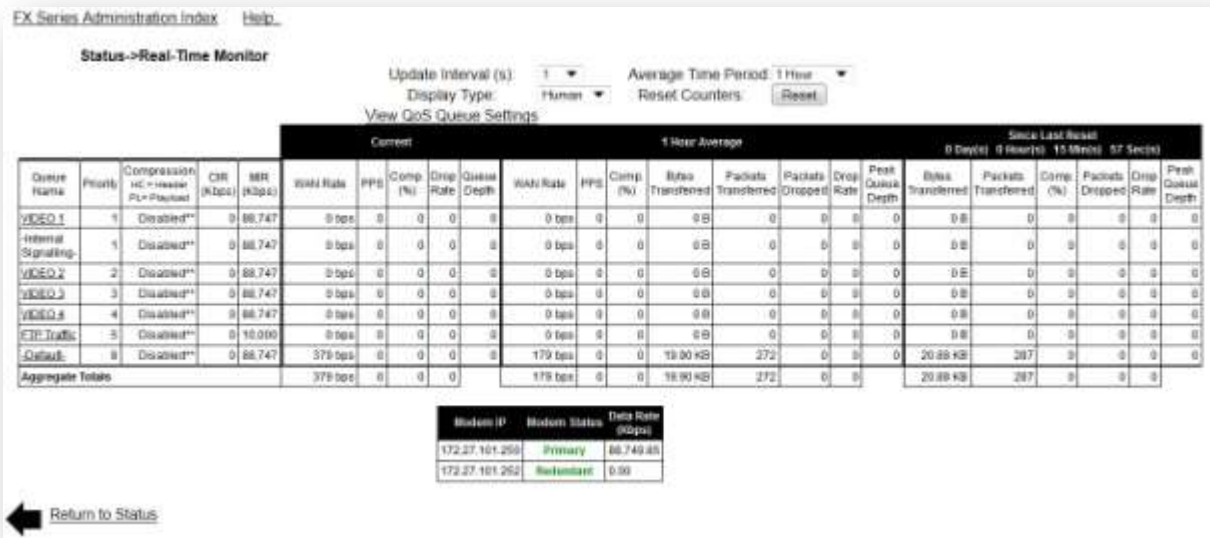 FX Series Administration Index Help
Status->Real-Time Monitor
Update Interval (s): 1 Average Time Period: 1 Hour
Display Type: Human Reset Counters: Reset
View QoS Queue Settings
Current 1 Hour Average Since Last Reset
0 Day(s) 0 Hour(s) 15 Min(s) 57 Sec(s)
Queue Name Priority Compression HC = Header PL= Payload CIR (Kbps) MIR (Kbps) WAN Rate PPS Comp (%) Drop Rate Queue Depth WAN Rate PPS Comp (%) Bytes Transferred Packets Transferred Packets Dropped Drop Rate Peak Queue Depth Bytes Transferred Packets Transferred Comp (%) Packets Dropped Drop Rate Peak Queue Depth
VIDEO 1 1 Disabled** 0 88,747 0 bps 0 0 0 0 0 bps 0 0 0 B 0 0 0 0 0 B 0 0 0 0 0
-Internal Signalling- 1 Disabled** 0 88,747 0 bps 0 0 0 0 0 bps 0 0 0 B 0 0 0 0 0 B 0 0 0 0 0
VIDEO 2 2 Disabled** 0 88,747 0 bps 0 0 0 0 0 bps 0 0 0 B 0 0 0 0 0 B 0 0 0 0 0
VIDEO 3 3 Disabled** 0 88,747 0 bps 0 0 0 0 0 bps 0 0 0 B 0 0 0 0 0 B 0 0 0 0 0
VIDEO 4 4 Disabled** 0 88,747 0 bps 0 0 0 0 0 bps 0 0 0 B 0 0 0 0 0 B 0 0 0 0 0
FTP Traffic 5 Disabled** 0 10,000 0 bps 0 0 0 0 0 bps 0 0 0 B 0 0 0 0 0 B 0 0 0 0 0
-Default- Disabled** 0 88,747 379 bps 0 0 0 0 179 bps 0 0 KB 272 0 0 0 20.88 KB 287 0 0 0 0
Aggregate Totals 379 bps 0 0 0 179 bps 0 0 19.90 KB 272 0 0 20.88 KB 287 0 0 0
Modem IP Modem Status Data Rate (Kbps)
Primary 88,749.85
Redundant 0.00
Return to Status